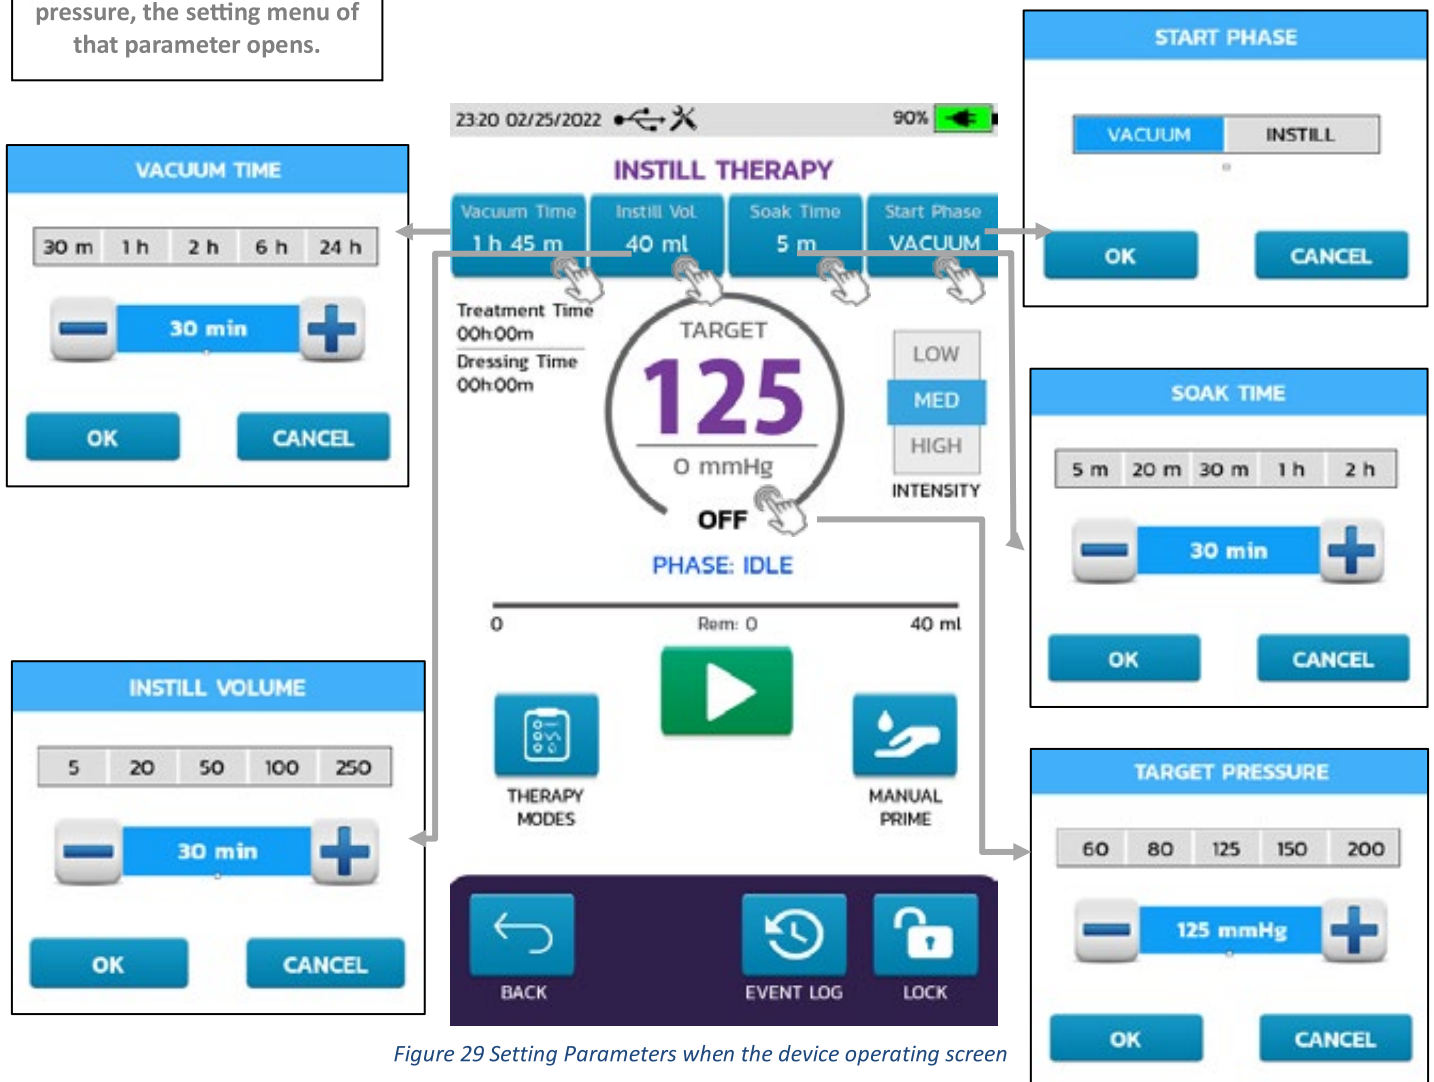 pressure, the setting menu of
that parameter opens.
VACUUM TIME
30 m 1 h 2 h 6 h 24 h
30 min
OK CANCEL
INSTILL VOLUME
5 20 50 100 250
30 min
OK CANCEL
23:20 02/25/2022 90%
INSTILL THERAPY
Vacuum Time Instill Vol. Soak Time Start Phase
1 h 45 m 40 ml 5 m VACUUM
Treatment Time
00h:00m
Dressing Time
00h:00m
TARGET
125
0 mmHg
OFF
LOW
MED
HIGH
INTENSITY
PHASE: IDLE
0 Rem: 0 40 ml
THERAPY
MODES
MANUAL
PRIME
BACK EVENT LOG LOCK
START PHASE
VACUUM INSTILL
OK CANCEL
SOAK TIME
5 m 20 m 30 m 1 h 2 h
30 min
OK CANCEL
TARGET PRESSURE
60 80 125 150 200
125 mmHg
OK CANCEL
Figure 29 Setting Parameters when the device operating screen